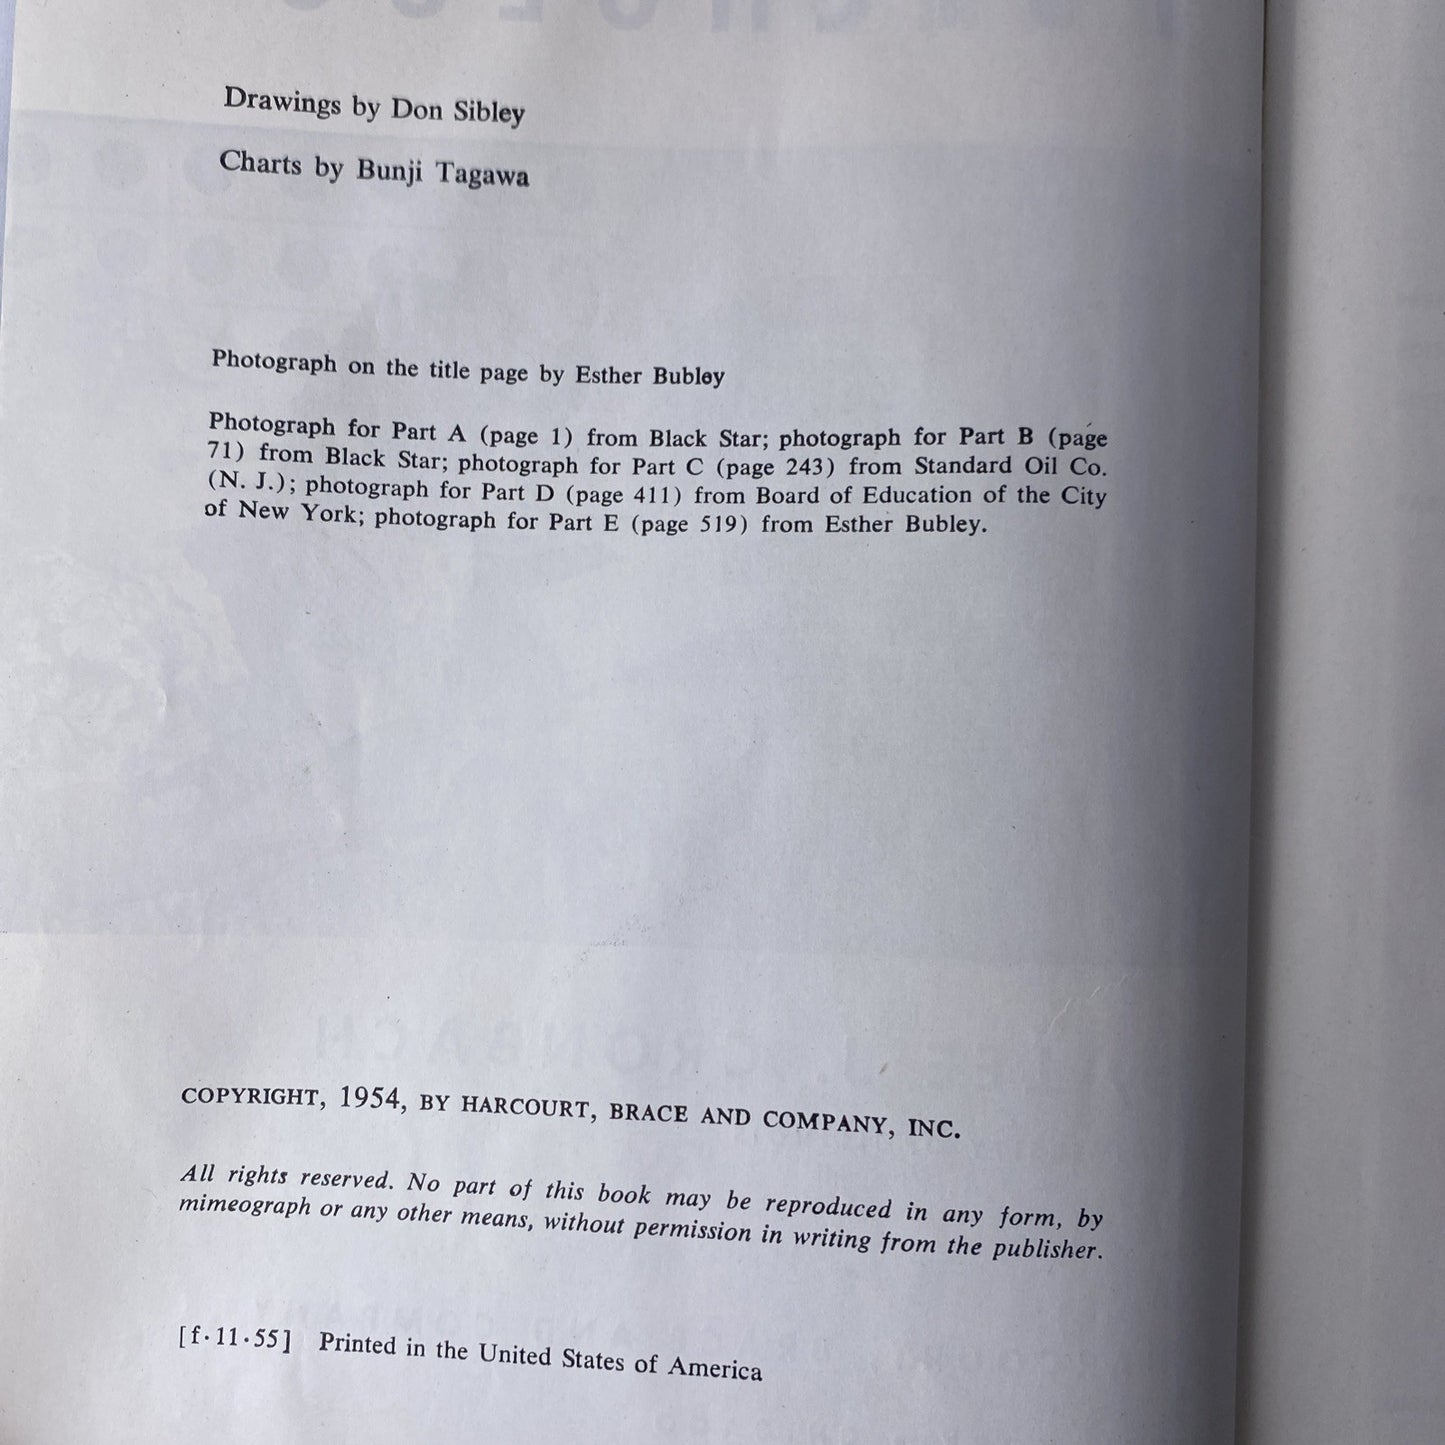 Drawings by Don Sibley
Charts by Bunji Tagawa
Photograph on the title page by Esther Bubley
Photograph for Part A (page 1) from Black Star; photograph for Part B (page
71) from Black Star; photograph for Part C (page 243) from Standard Oil Co.
(N. J.); photograph for Part D (page 411) from Board of Education of the City
of New York; photograph for Part E (page 519) from Esther Bubley.
COPYRIGHT, 1954, BY HARCOURT, BRACE AND COMPANY, INC.
All rights reserved. No part of this book may be reproduced in any form, by
mimeograph or any other means, without permission in writing from the publisher.
[f·11·55] Printed in the United States of America